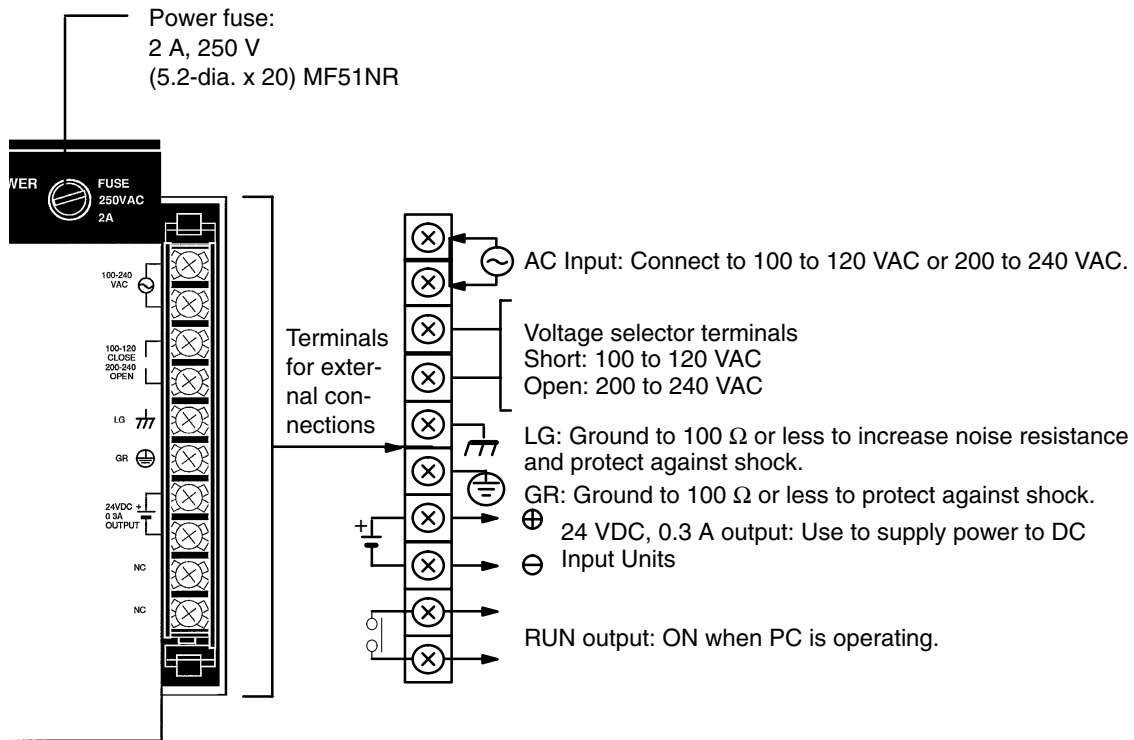 Power fuse:
2 A, 250 V
(5.2-dia. x 20) MF51NR
WER
FUSE
250VAC
2A
100-240
VAC
100-120
CLOSE
200-240
OPEN
LG
GR
24VDC +
0 3A
OUTPUT
NC
NC
Terminals
for exter-
nal con-
nections
AC Input: Connect to 100 to 120 VAC or 200 to 240 VAC.
Voltage selector terminals
Short: 100 to 120 VAC
Open: 200 to 240 VAC
LG: Ground to 100 Ω or less to increase noise resistance
and protect against shock.
GR: Ground to 100 Ω or less to protect against shock.
+
24 VDC, 0.3 A output: Use to supply power to DC
Input Units
RUN output: ON when PC is operating.